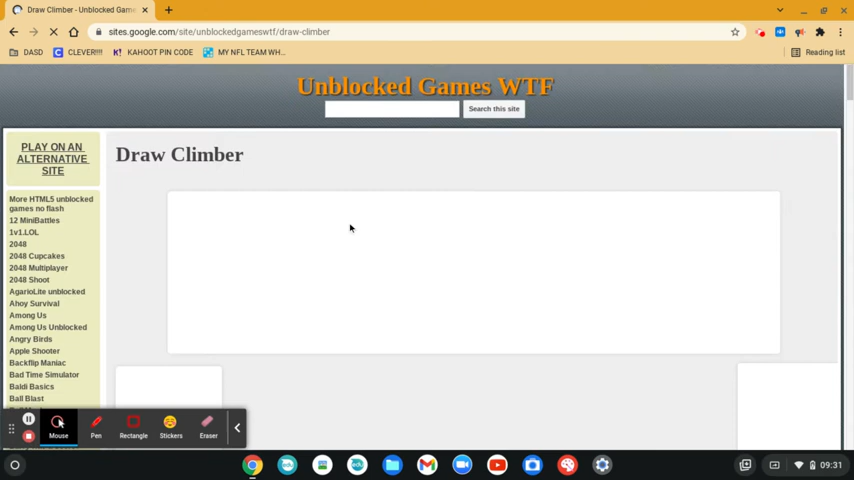 Draw Climber - Unblocked Game
sites.google.com/site/unblockedgameswtf/draw-climber
DASD
CLEVER!!!!
KAHOOT PIN CODE
MY NFL TEAM WH...
Reading list
Unblocked Games WTF
Search this site
PLAY ON AN
ALTERNATIVE
SITE
Draw Climber
More HTML5 unblocked
games no flash
12 MiniBattles
1v1.LOL
2048
2048 Cupcakes
2048 Multiplayer
2048 Shoot
AgarioLite unblocked
Ahoy Survival
Among Us
Among Us Unblocked
Angry Birds
Apple Shooter
Backflip Maniac
Bad Time Simulator
Baldi Basics
Ball Blast
Mouse
Pen
Rectangle
Stickers
Eraser
09:31